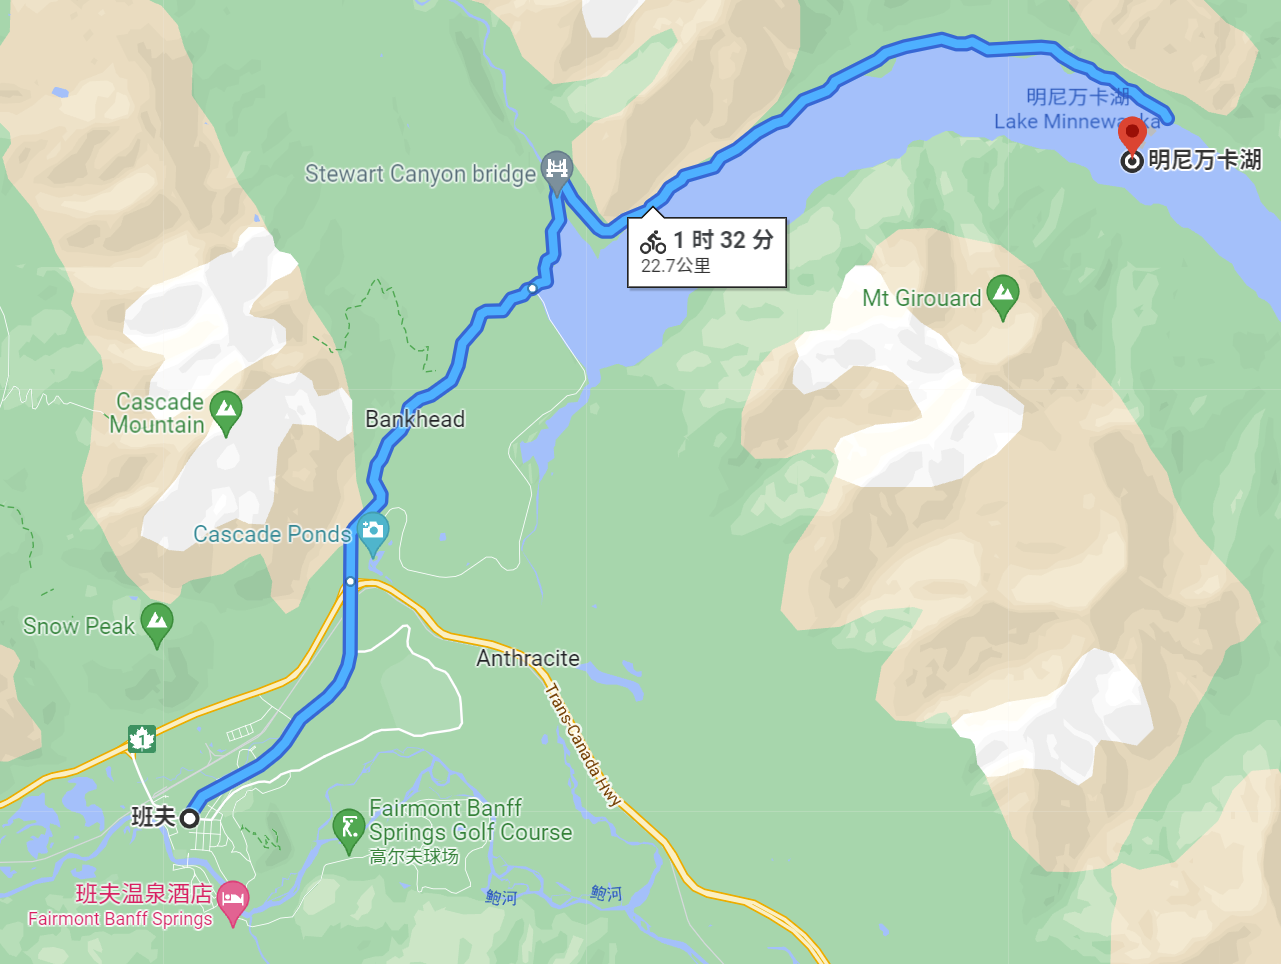 明尼万卡湖
Lake Minnewanka
明尼万卡湖
Stewart Canyon bridge
1 时 32 分
22.7公里
Mt Girouard
Cascade
Mountain
Bankhead
Cascade Ponds
Snow Peak
Anthracite
Trans-Canada Hwy
1
班夫
Fairmont Banff
Springs Golf Course
高尔夫球场
班夫温泉酒店
Fairmont Banff Springs
鲍河
鲍河